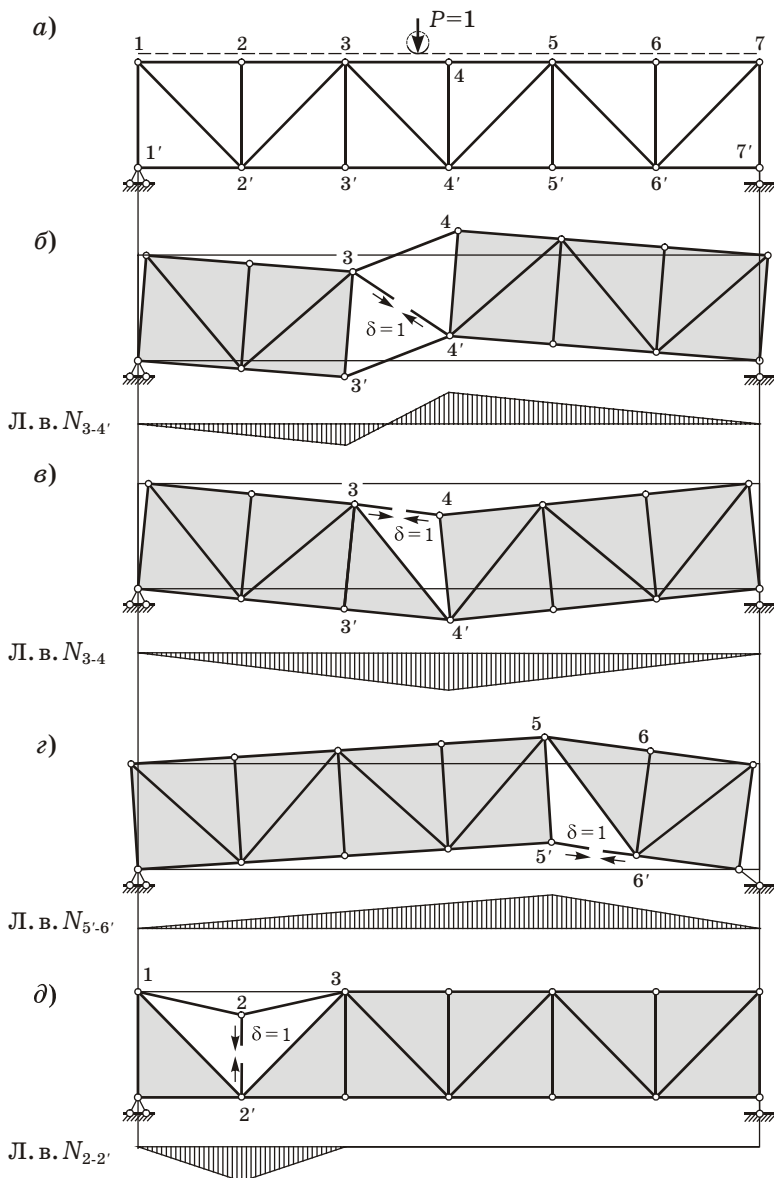 а)
P=1
1 2 3 4 5 6 7
1′ 2′ 3′ 4′ 5′ 6′ 7′
б)
3 4
δ=1
3′ 4′
Л. в. N3-4′
в)
3 4
δ=1
3′ 4′
Л. в. N3-4
г)
5 6
δ=1
5′ 6′
Л. в. N5′-6′
д)
1 2 3
δ=1
2′
Л. в. N2-2′